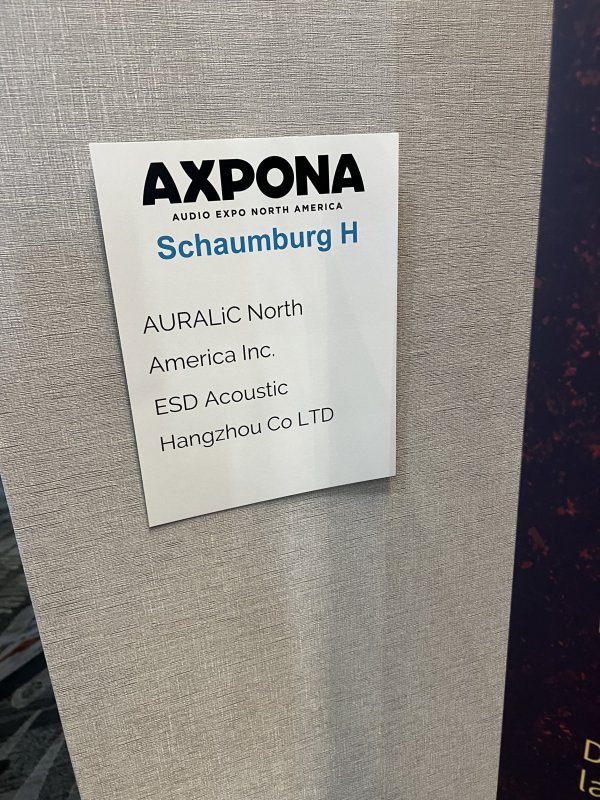 AXPONA
AUDIO EXPO NORTH AMERICA
Schaumburg H
AURALiC North
America Inc.
ESD Acoustic
Hangzhou Co LTD